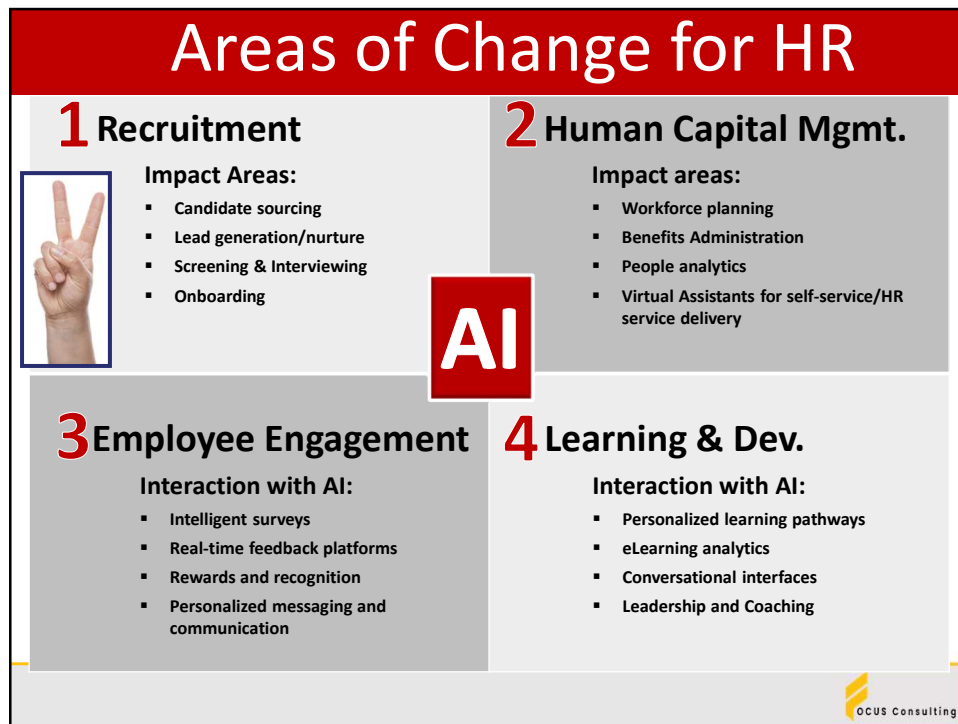 Areas of Change for HR
1 Recruitment
Impact Areas:
▪ Candidate sourcing
▪ Lead generation/nurture
▪ Screening & Interviewing
▪ Onboarding
2 Human Capital Mgmt.
Impact areas:
▪ Workforce planning
▪ Benefits Administration
▪ People analytics
▪ Virtual Assistants for self-service/HR
service delivery
AI
3 Employee Engagement
Interaction with AI:
▪ Intelligent surveys
▪ Real-time feedback platforms
▪ Rewards and recognition
▪ Personalized messaging and
communication
4 Learning & Dev.
Interaction with AI:
▪ Personalized learning pathways
▪ eLearning analytics
▪ Conversational interfaces
▪ Leadership and Coaching
FOCUS Consulting